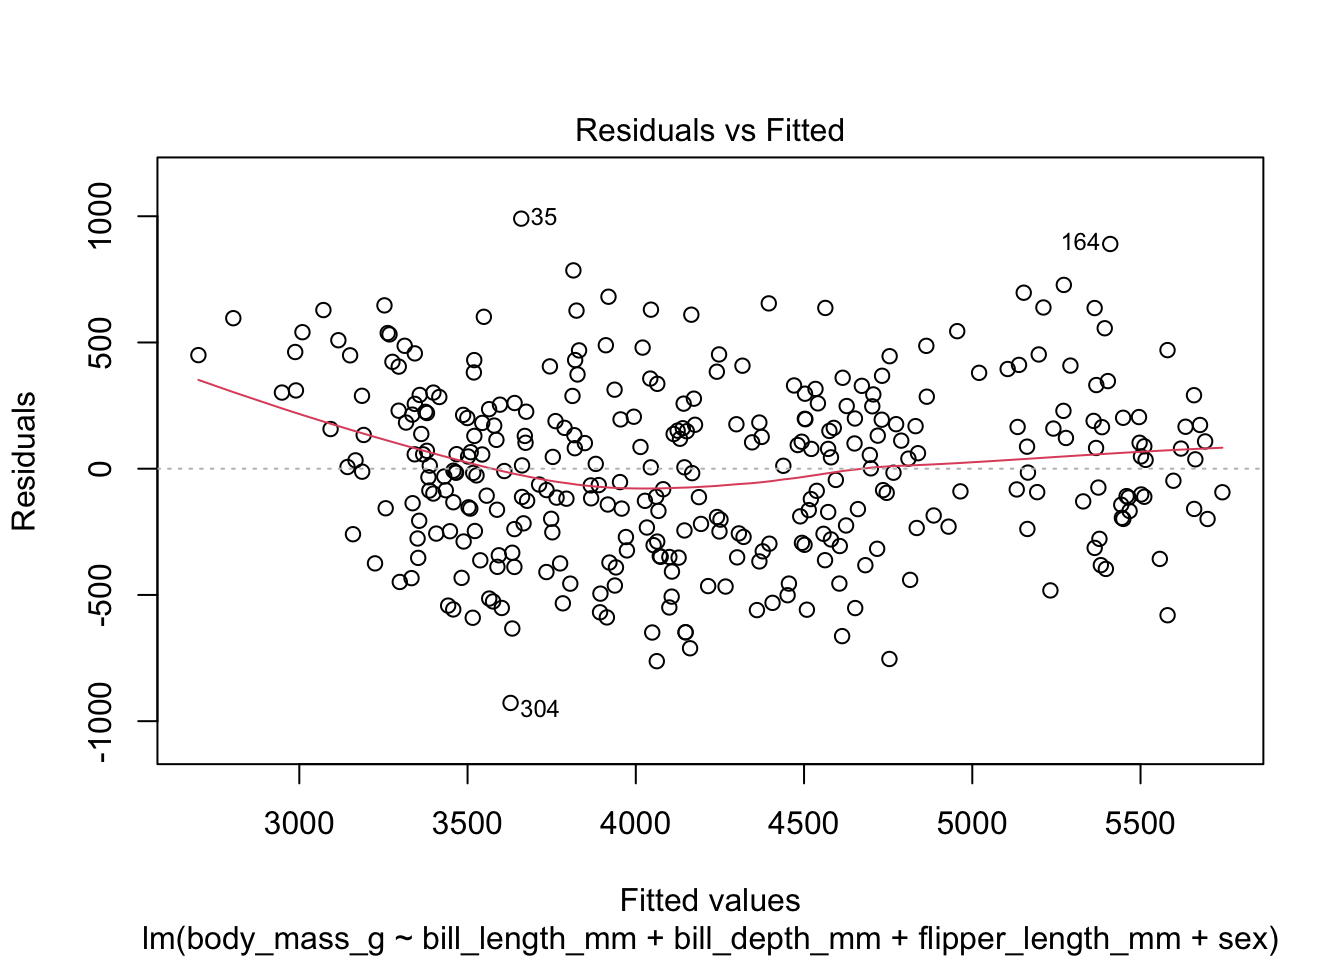 Residuals vs Fitted
Residuals
1000
500
0
-500
-1000
35
164
304
3000 3500 4000 4500 5000 5500
Fitted values
lm(body_mass_g ~ bill_length_mm + bill_depth_mm + flipper_length_mm + sex)